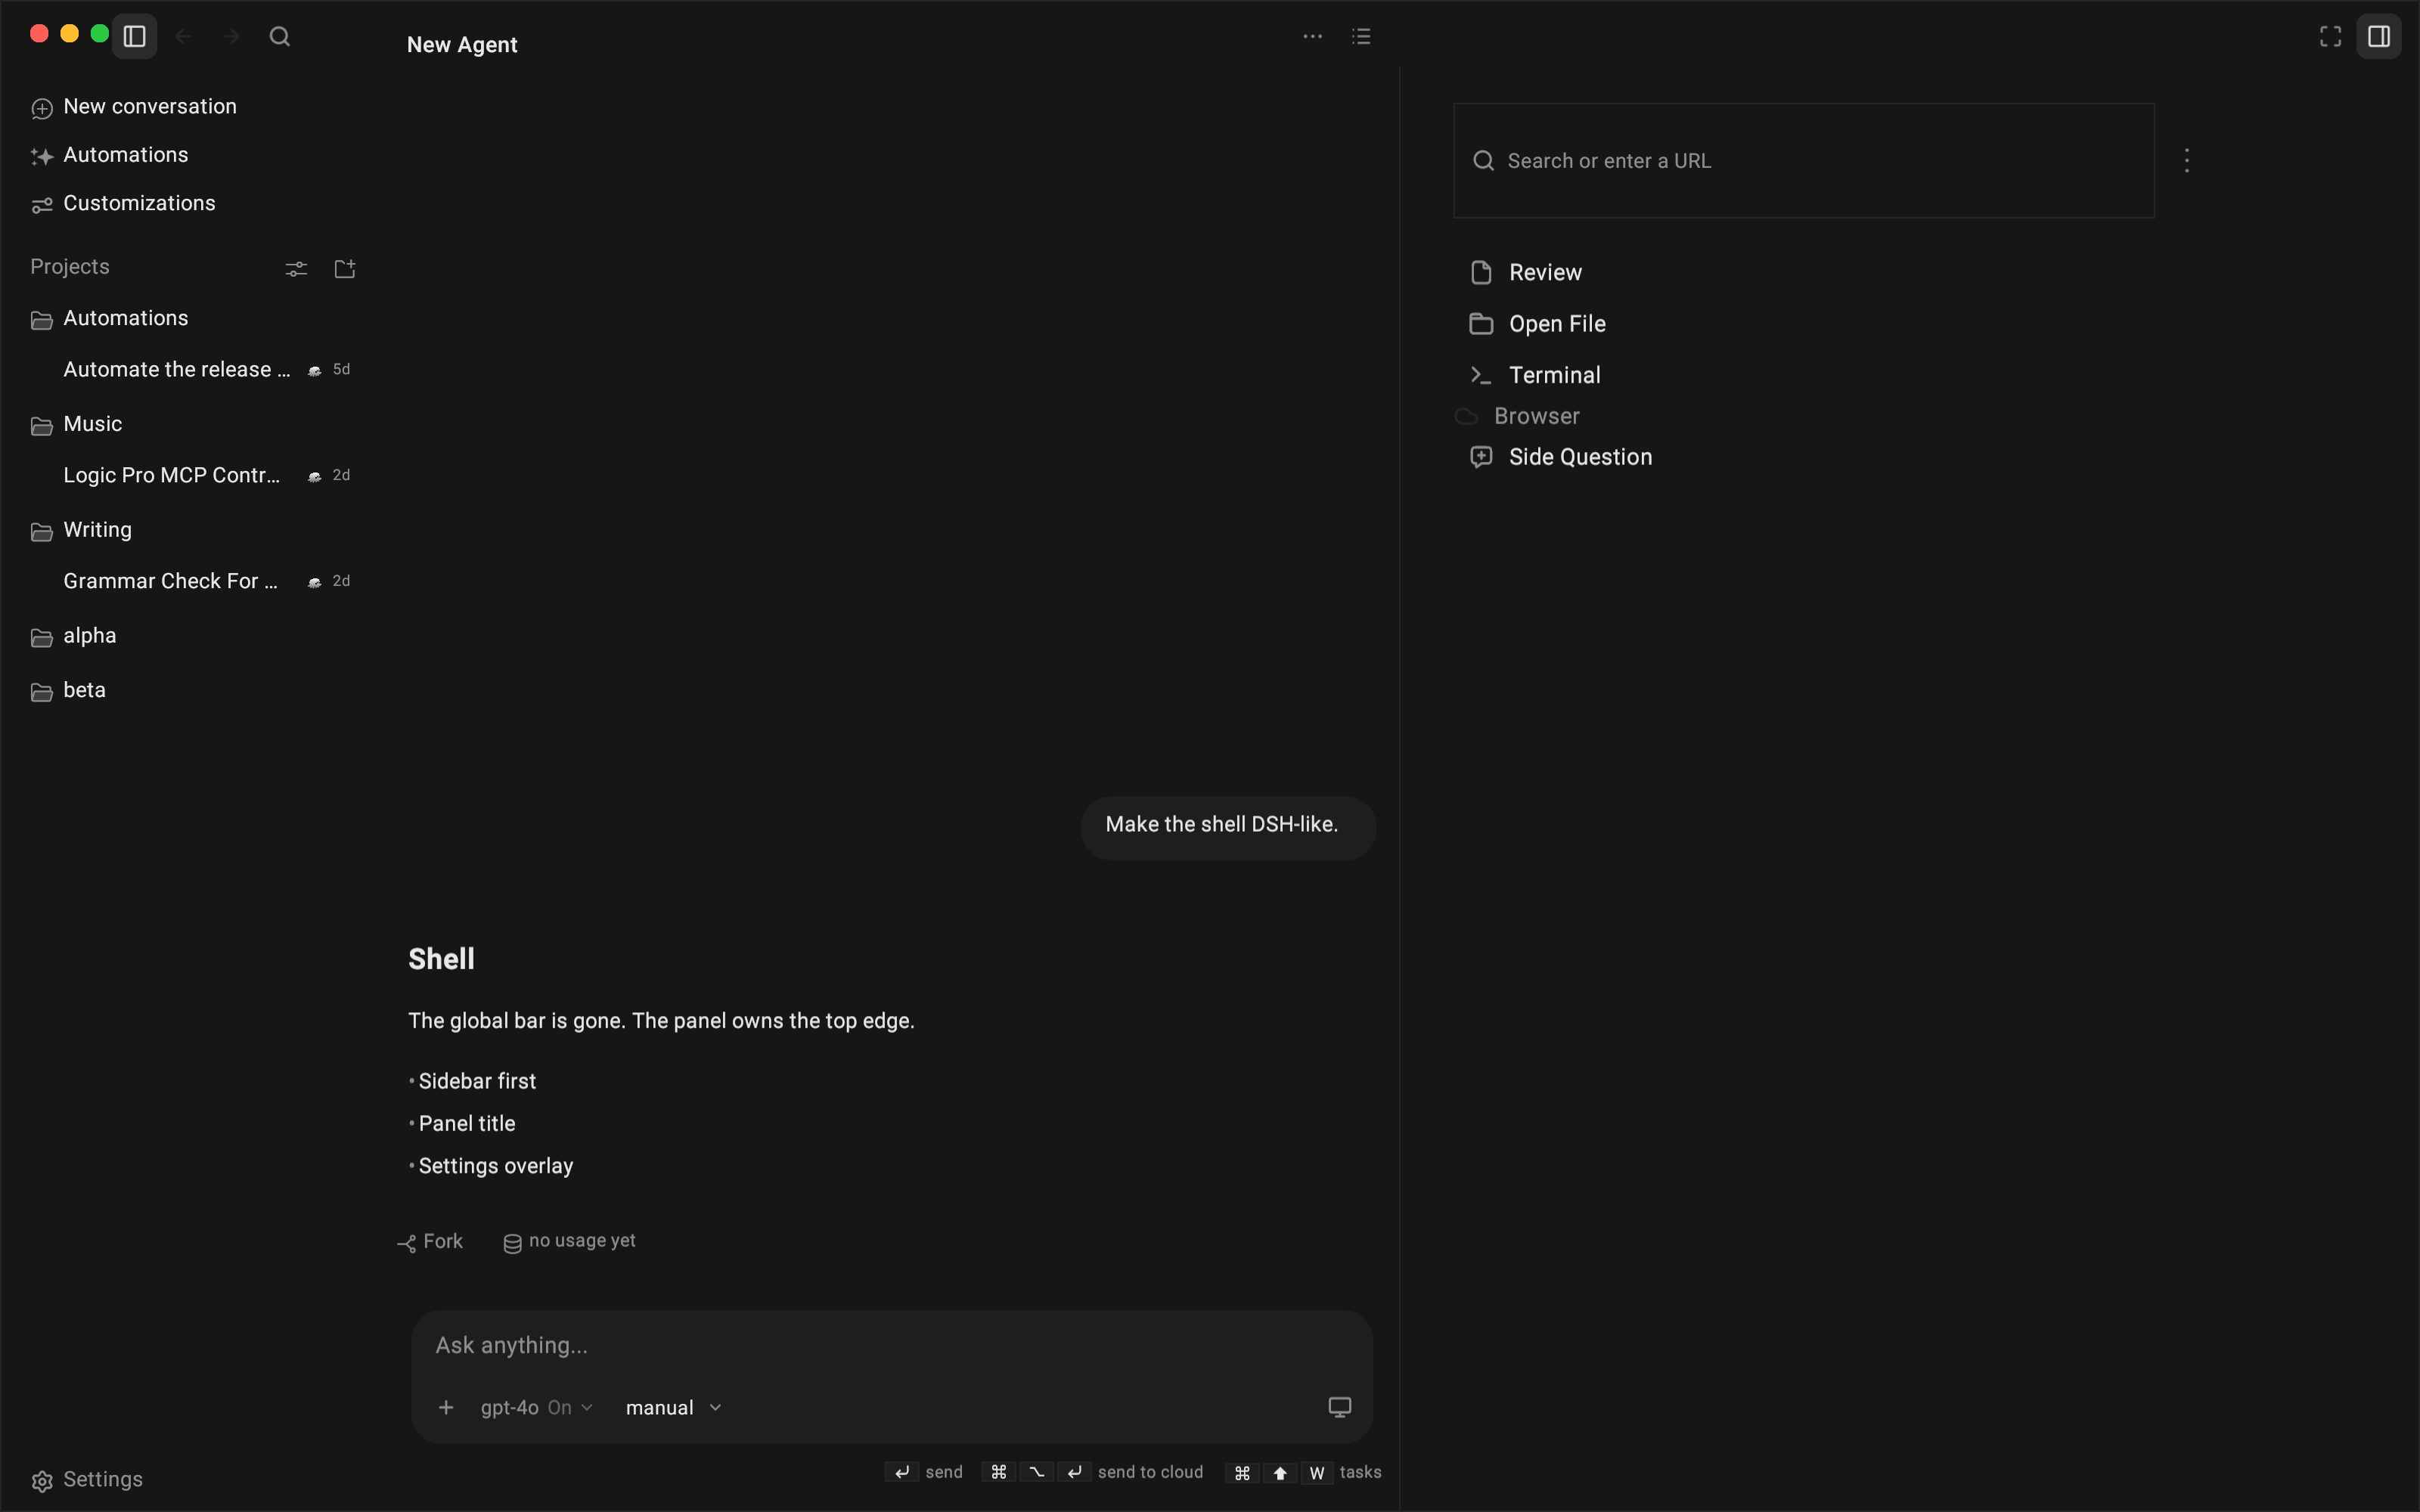 New Agent
New conversation
Automations
Customizations
Projects
Automations
Automate the release ... 5d
Music
Logic Pro MCP Contr... 2d
Writing
Grammar Check For ... 2d
alpha
beta
Settings
Make the shell DSH-like.
Shell
The global bar is gone. The panel owns the top edge.
• Sidebar first
• Panel title
• Settings overlay
Fork no usage yet
Ask anything...
gpt-4o On manual
send ⌘ ⌥ send to cloud ⌘ W tasks
Search or enter a URL
Review
Open File
Terminal
Browser
Side Question